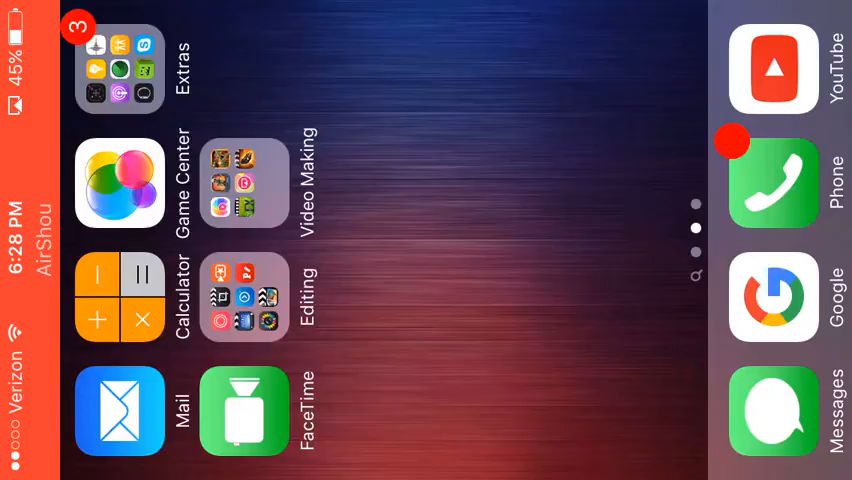 Verizon 6:28 PM 45%
AirShou
3
Mail Calculator Game Center Extras
FaceTime Editing Video Making
Messages Google Phone YouTube